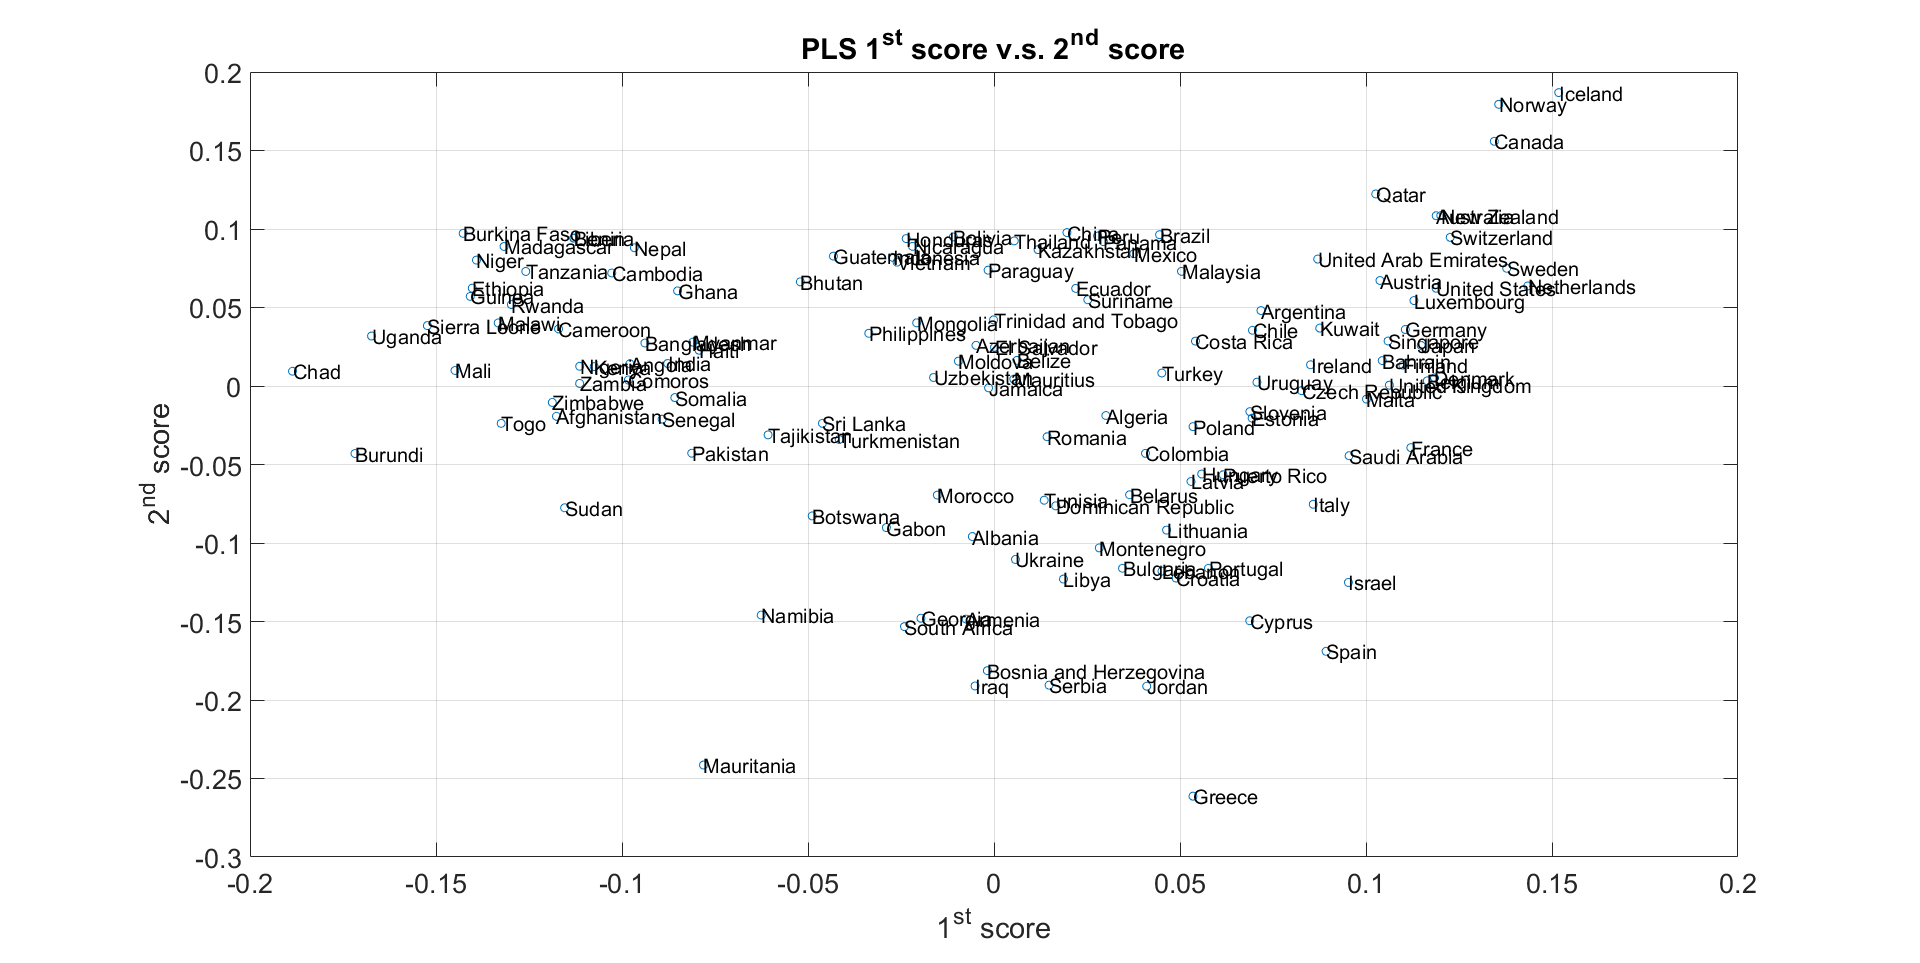 PLS 1st score v.s. 2nd score
0.2
0.15
0.1
0.05
0
-0.05
-0.1
-0.15
-0.2
-0.25
-0.3
2nd score
-0.2
-0.15
-0.1
-0.05
0
0.05
0.1
0.15
0.2
1st score
Iceland
Norway
Canada
Qatar
Australia
New Zealand
Switzerland
Burkina Faso
Benin
Liberia
Madagascar
Nepal
Honduras
Bolivia
Nicaragua
Thailand
China
Peru
Panama
Brazil
Kazakhstan
Mexico
Guatemala
Indonesia
Vietnam
United Arab Emirates
Niger
Tanzania
Cambodia
Paraguay
Malaysia
Sweden
Bhutan
Austria
United States
Netherlands
Ethiopia
Guinea
Ghana
Ecuador
Suriname
Luxembourg
Rwanda
Argentina
Malawi
Sierra Leone
Cameroon
Mongolia
Trinidad and Tobago
Philippines
Chile
Kuwait
Germany
Uganda
Bangladesh
Myanmar
Haiti
Azerbaijan
El Salvador
Costa Rica
Singapore
Japan
Moldova
Belize
Ireland
Bahrain
Finland
Chad
Mali
Kenya
Angola
India
Comoros
Zambia
Uzbekistan
Mauritius
Jamaica
Turkey
Uruguay
Czech Republic
United Kingdom
Belgium
Denmark
Malta
Zimbabwe
Somalia
Afghanistan
Senegal
Togo
Sri Lanka
Tajikistan
Turkmenistan
Algeria
Slovenia
Estonia
Poland
Romania
Burundi
Pakistan
Colombia
Saudi Arabia
France
Hungary
Puerto Rico
Latvia
Morocco
Tunisia
Belarus
Dominican Republic
Italy
Sudan
Botswana
Gabon
Albania
Lithuania
Montenegro
Ukraine
Bulgaria
Lebanon
Portugal
Croatia
Libya
Israel
Namibia
Georgia
Armenia
South Africa
Cyprus
Spain
Bosnia and Herzegovina
Iraq
Serbia
Jordan
Mauritania
Greece